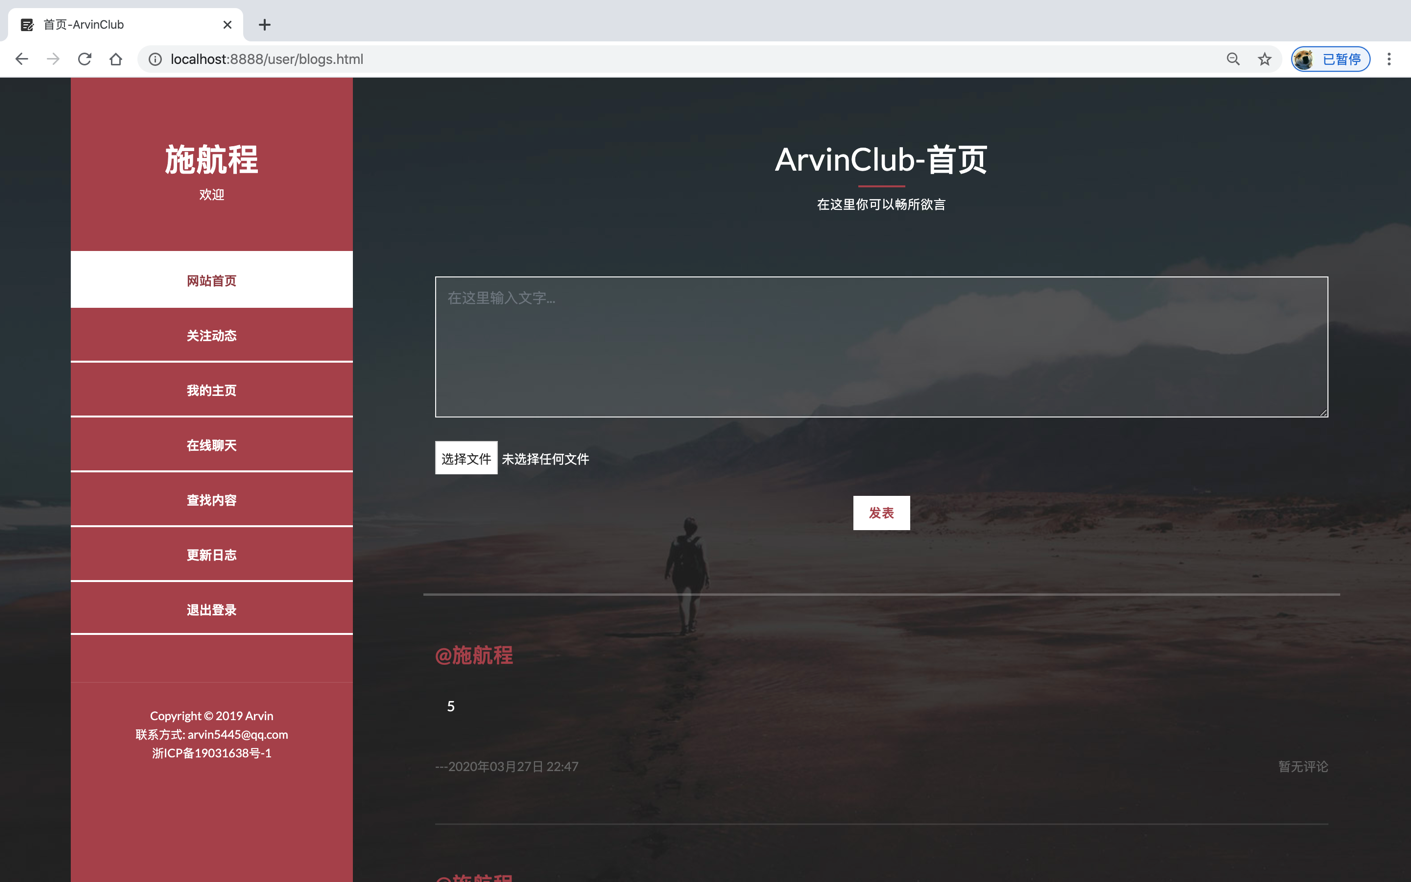 首页-ArvinClub
localhost:8888/user/blogs.html
已暂停
施航程
欢迎
网站首页
关注动态
我的主页
在线聊天
查找内容
更新日志
退出登录
Copyright © 2019 Arvin
联系方式: arvin5445@qq.com
浙ICP备19031638号-1
ArvinClub-首页
在这里你可以畅所欲言
在这里输入文字...
选择文件 未选择任何文件
发表
@施航程
5
---2020年03月27日 22:47
暂无评论
@施航程